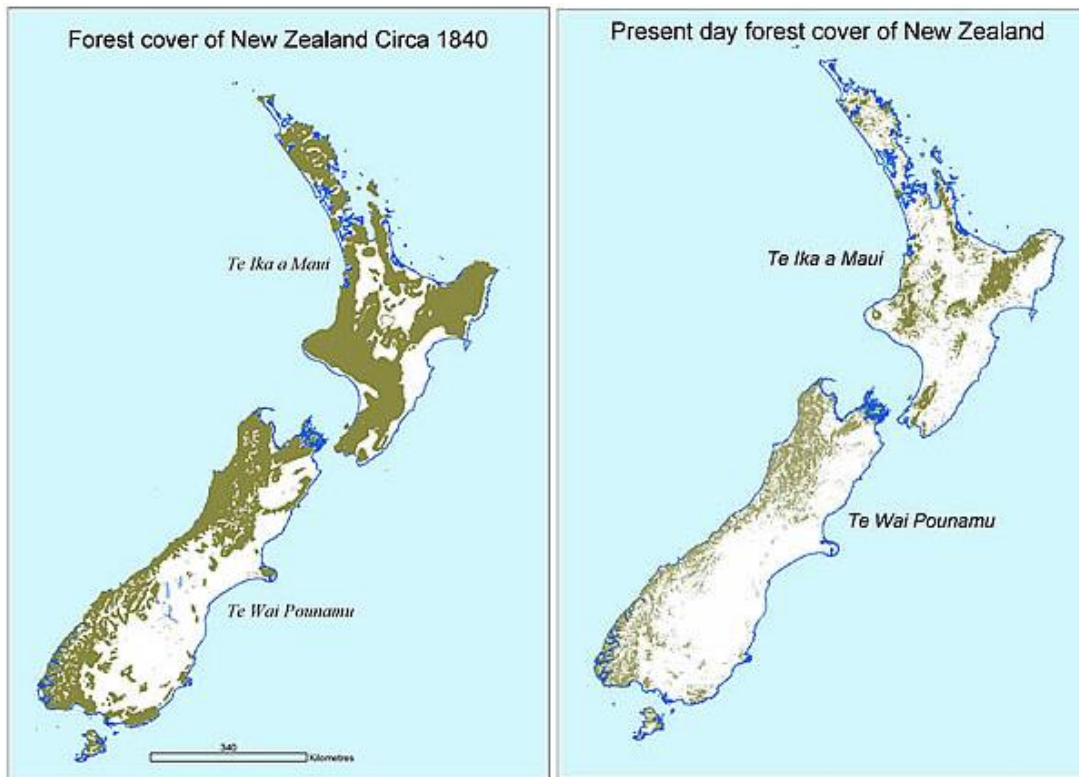 Forest cover of New Zealand Circa 1840
Te Ika a Maui
Te Wai Pounamu
340
Kilometres
Present day forest cover of New Zealand
Te Ika a Maui
Te Wai Pounamu